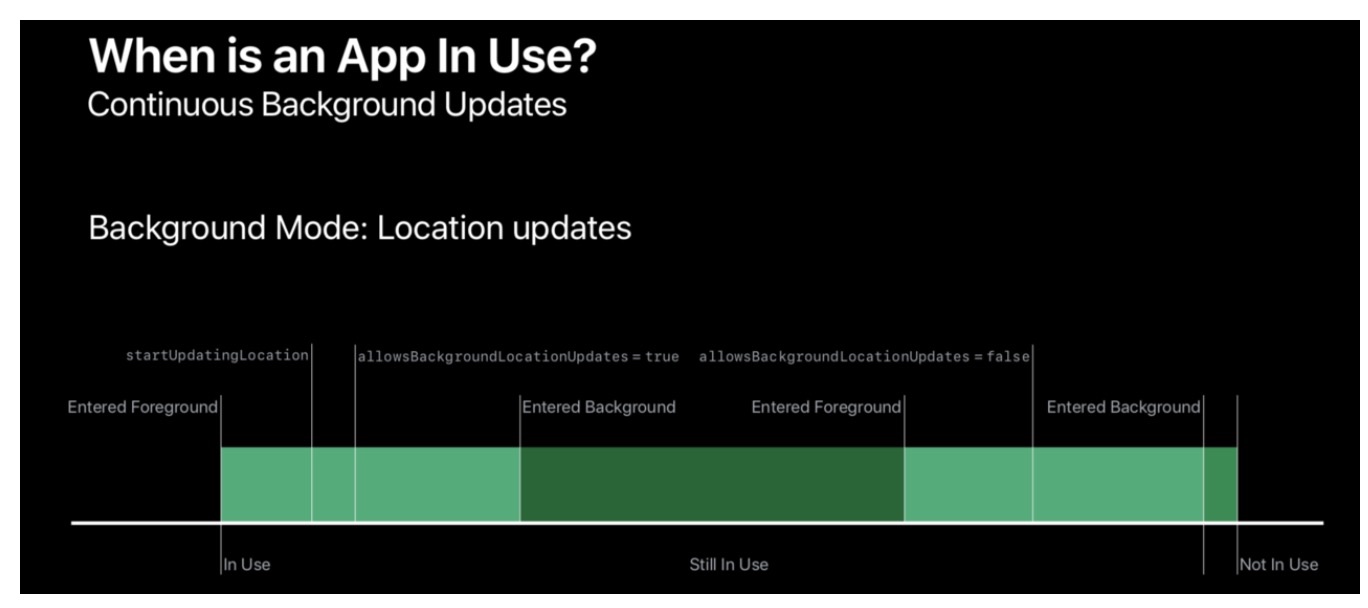 When is an App In Use?
Continuous Background Updates
Background Mode: Location updates
startUpdatingLocation
allowsBackgroundLocationUpdates = true
allowsBackgroundLocationUpdates = false
Entered Foreground
Entered Background
Entered Foreground
Entered Background
In Use
Still In Use
Not In Use